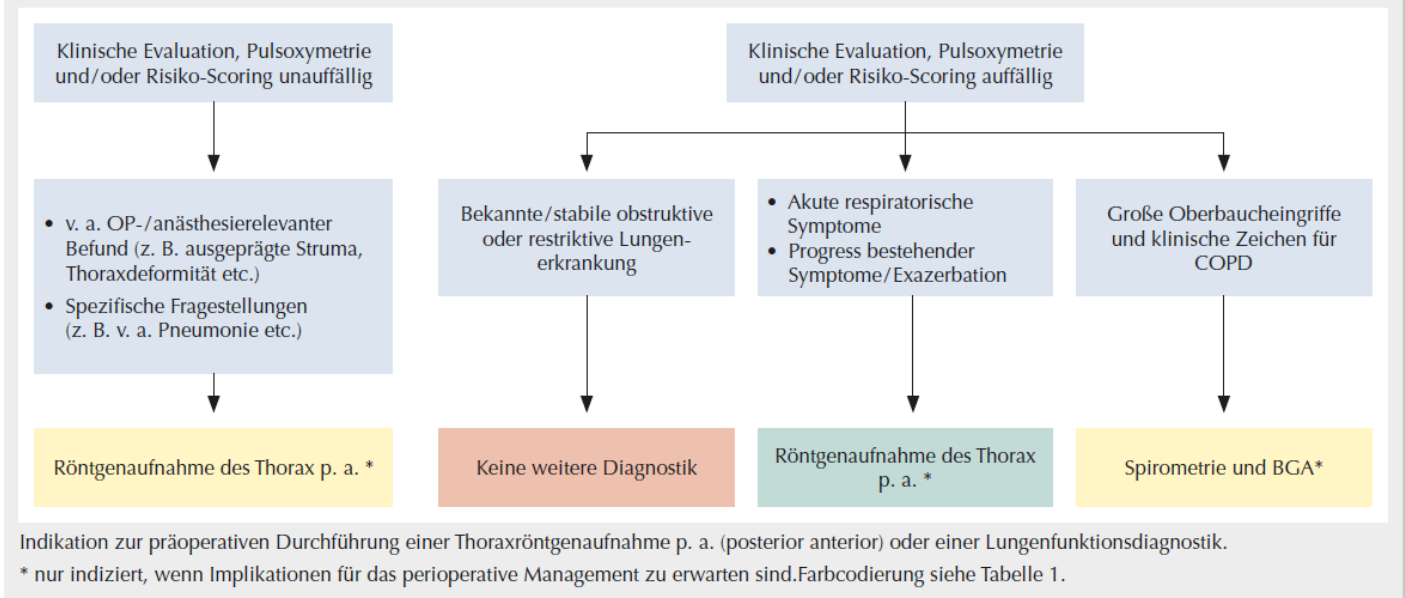 Klinische Evaluation, Pulsoxymetrie
und/oder Risiko-Scoring unauffällig
Klinische Evaluation, Pulsoxymetrie
und/oder Risiko-Scoring auffällig
• v. a. OP-/anästhesierelevanter
Befund (z. B. ausgeprägte Struma,
Thoraxdeformität etc.)
• Spezifische Fragestellungen
(z. B. v. a. Pneumonie etc.)
Bekannte/stabile obstruktive
oder restriktive Lungen-
erkrankung
• Akute respiratorische
Symptome
• Progress bestehender
Symptome/Exazerbation
Große Oberbaucheingriffe
und klinische Zeichen für
COPD
Röntgenaufnahme des Thorax p. a. *
Keine weitere Diagnostik
Röntgenaufnahme des Thorax
p. a. *
Spirometrie und BGA*
Indikation zur präoperativen Durchführung einer Thoraxröntgenaufnahme p. a. (posterior anterior) oder einer Lungenfunktionsdiagnostik.
* nur indiziert, wenn Implikationen für das perioperative Management zu erwarten sind.Farbcodierung siehe Tabelle 1.